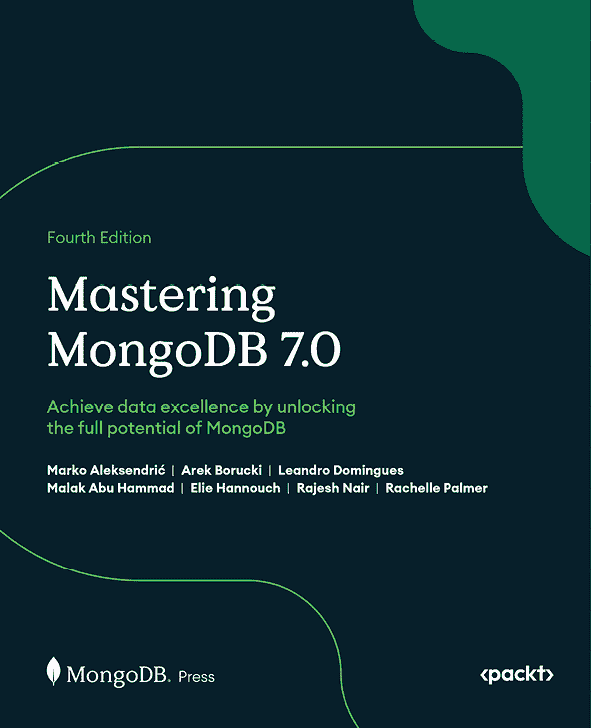 Fourth Edition
Mastering
MongoDB 7.0
Achieve data excellence by unlocking
the full potential of MongoDB
Marko Aleksendrić | Arek Borucki | Leandro Domingues
Malak Abu Hammad | Elie Hannouch | Rajesh Nair | Rachelle Palmer
MongoDB. Press
<packt>